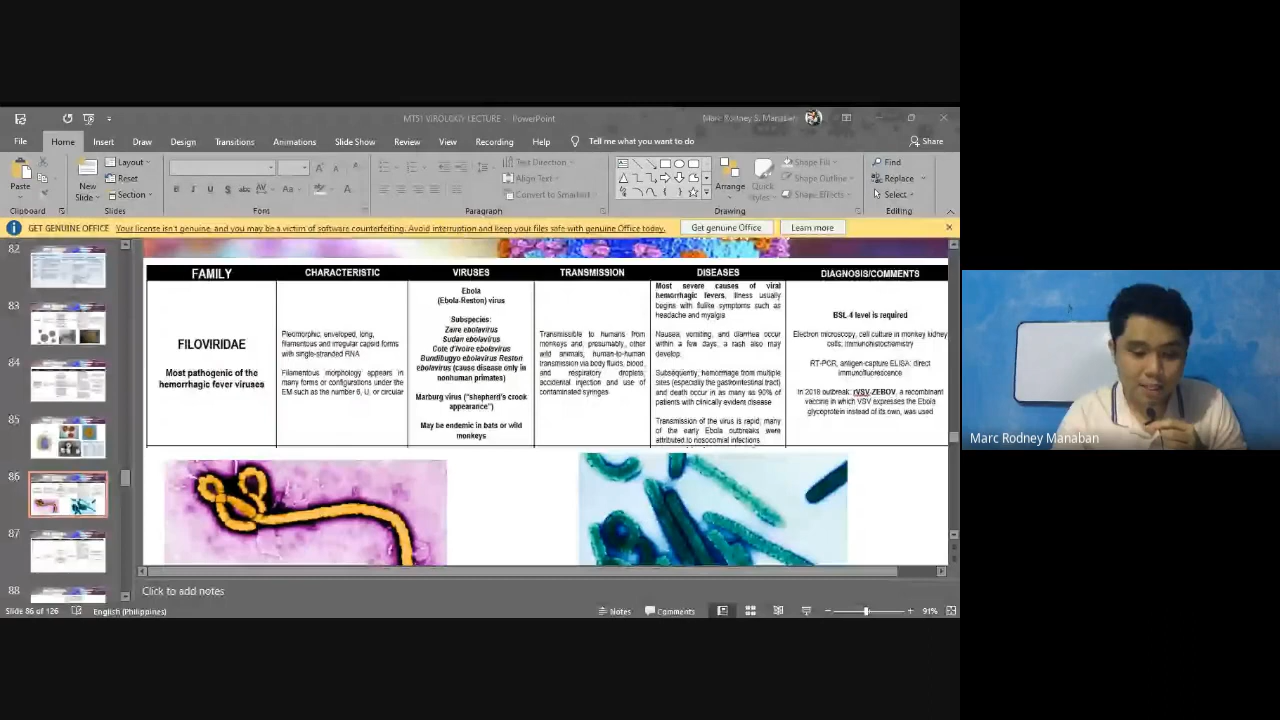 MT51 VIROLOGY LECTURE - PowerPoint
Marc Rodney S. Manaban
File Home Insert Draw Design Transitions Animations Slide Show Review View Recording Help Tell me what you want to do Share
Paste
New
Slide
Layout
Reset
Section
Text Direction
Align Text
Convert to SmartArt
Arrange
Quick
Styles
Shape Fill
Shape Outline
Shape Effects
Find
Replace
Select
Clipboard Slides Font Paragraph Drawing Editing
GET GENUINE OFFICE Your license isn't genuine, and you may be a victim of software counterfeiting. Avoid interruption and keep your files safe with genuine Office today. Get genuine Office Learn more
82
83
84
85
86
87
88
FAMILY CHARACTERISTIC VIRUSES TRANSMISSION DISEASES DIAGNOSIS/COMMENTS
FILOVIRIDAE
Most pathogenic of the
hemorrhagic fever viruses
Pleomorphic, enveloped, long,
filamentous and irregular capsid forms
with single-stranded RNA
Filamentous morphology appears in
many forms or configurations under the
EM such as the number 6, U, or circular
Ebola
(Ebola-Reston) virus
Subspecies:
Zaire ebolavirus
Sudan ebolavirus
Cote d'Ivoire ebolavirus
Bundibugyo ebolavirus Reston
ebolavirus (cause disease only in
nonhuman primates)
Marburg virus ("shepherd's crook
appearance")
May be endemic in bats or wild
monkeys
Transmissible to humans from
monkeys and, presumably, other
wild animals; human-to-human
transmission via body fluids, blood,
and respiratory droplets;
accidental injection and use of
contaminated syringes
Most severe causes of viral
hemorrhagic fevers, illness usually
begins with flulike symptoms such as
headache and myalgia
Nausea, vomiting, and diarrhea occur
within a few days, a rash also may
develop.
Subsequently, hemorrhage from multiple
sites (especially the gastrointestinal tract)
and death occur in as many as 90% of
patients with clinically evident disease
Transmission of the virus is rapid; many
of the early Ebola outbreaks were
attributed to nosocomial infections
BSL-4 level is required
Electron microscopy, cell culture in monkey kidney
cells; immunohistochemistry
RT-PCR, antigen-capture ELISA; direct
immunofluorescence
In 2018 outbreak: rVSV-ZEBOV, a recombinant
vaccine in which VSV expresses the Ebola
glycoprotein instead of its own, was used
Marc Rodney Manaban
Click to add notes
Slide 86 of 126 English (Philippines) Notes Comments 91%